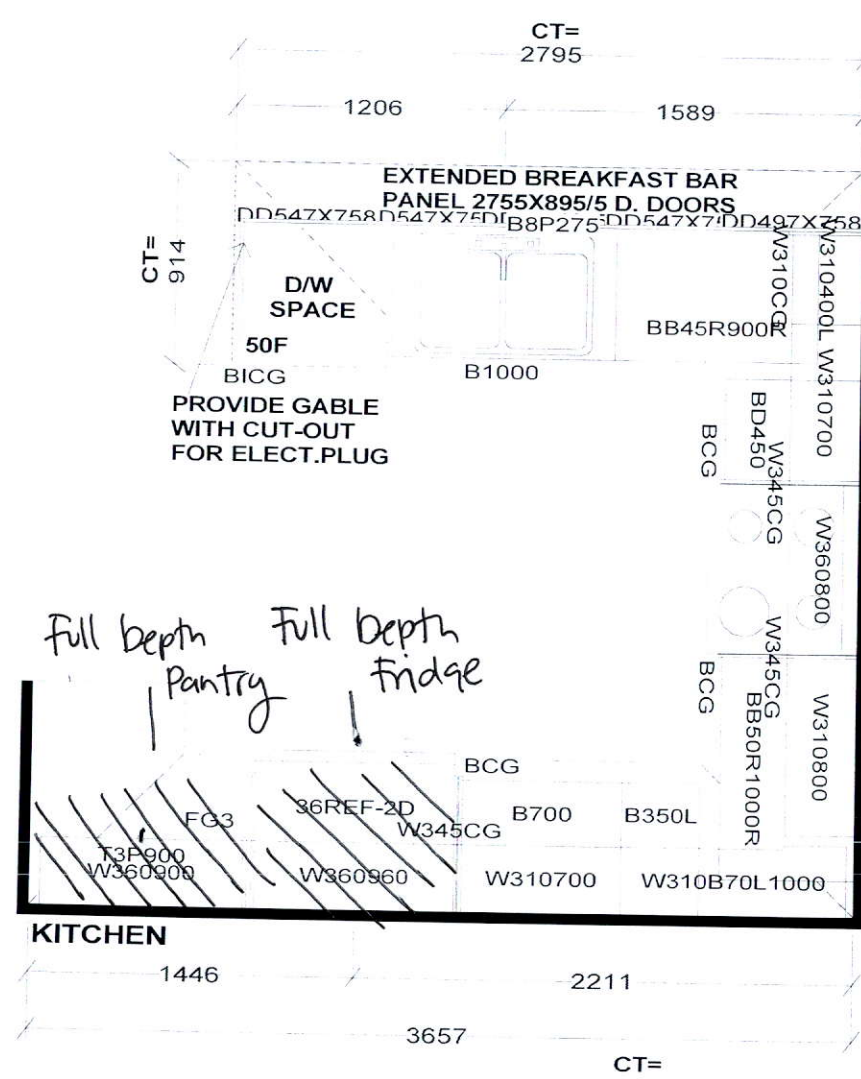 CT=
2795
1206
1589
EXTENDED BREAKFAST BAR
PANEL 2755X895/5 D. DOORS
DD547X758
B8P275
DD497X758
CT=
914
D/W
SPACE
50F
BICG
PROVIDE GABLE
WITH CUT-OUT
FOR ELECT.PLUG
B1000
BB45R900R
W310CG
W310400L
W310700
BD450
BCG
W345CG
W360800
W345CG
BCG
BB50R1000R
W310800
Full Depth
Pantry
Full Depth
Fridge
BCG
FG3
36REF-2D
W345CG
B700
B350L
T3P900
W360900
W360960
W310700
W310B70L1000
KITCHEN
1446
2211
3657
CT=